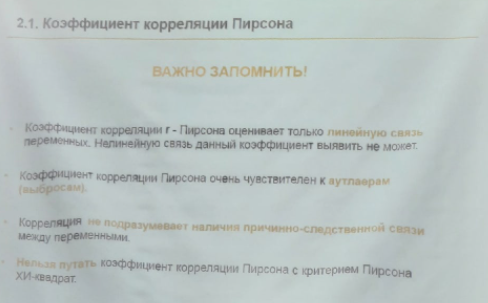 2.1. Коэффициент корреляции Пирсона
ВАЖНО ЗАПОМНИТЬ!
Коэффициент корреляции r - Пирсона оценивает только линейную связь
переменных. Нелинейную связь данный коэффициент выявить не может.
Коэффициент корреляции Пирсона очень чувствителен к аутлаерам
(выбросам).
Корреляция не подразумевает наличия причинно-следственной связи
между переменными.
Нельзя путать коэффициент корреляции Пирсона с критерием Пирсона
ХИ-квадрат.